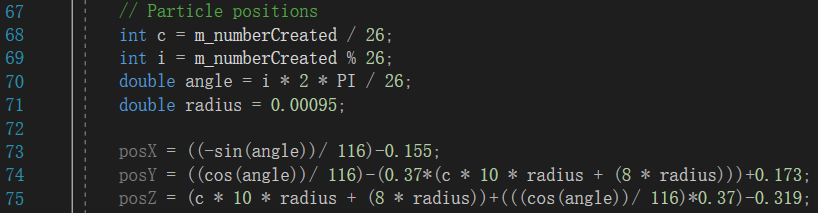 67 // Particle positions
68 int c = m_numberCreated / 26;
69 int i = m_numberCreated % 26;
70 double angle = i * 2 * PI / 26;
71 double radius = 0.00095;
72
73 posX = ((-sin(angle))/ 116)-0.155;
74 posY = ((cos(angle))/ 116)-(0.37*(c * 10 * radius + (8 * radius)))+0.173;
75 posZ = (c * 10 * radius + (8 * radius))+(((cos(angle))/ 116)*0.37)-0.319;